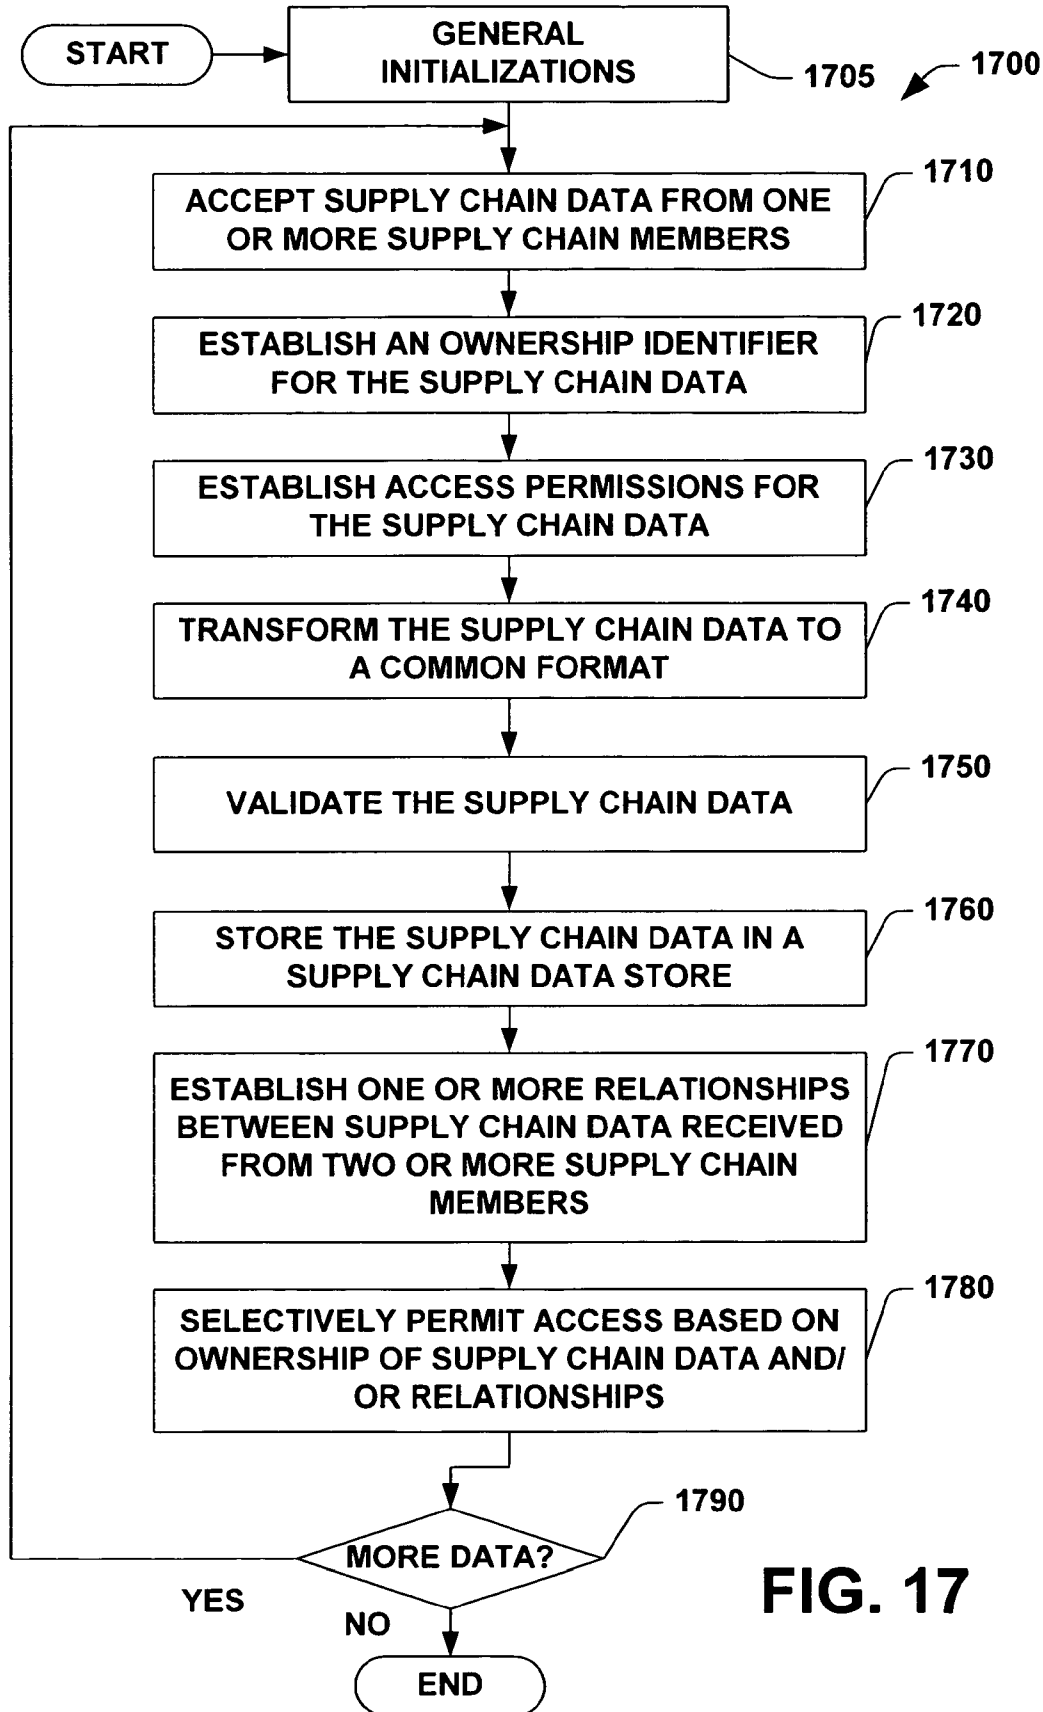 START
GENERAL
INITIALIZATIONS
1705
1700
1710
ACCEPT SUPPLY CHAIN DATA FROM ONE
OR MORE SUPPLY CHAIN MEMBERS
1720
ESTABLISH AN OWNERSHIP IDENTIFIER
FOR THE SUPPLY CHAIN DATA
1730
ESTABLISH ACCESS PERMISSIONS FOR
THE SUPPLY CHAIN DATA
1740
TRANSFORM THE SUPPLY CHAIN DATA TO
A COMMON FORMAT
1750
VALIDATE THE SUPPLY CHAIN DATA
1760
STORE THE SUPPLY CHAIN DATA IN A
SUPPLY CHAIN DATA STORE
1770
ESTABLISH ONE OR MORE RELATIONSHIPS
BETWEEN SUPPLY CHAIN DATA RECEIVED
FROM TWO OR MORE SUPPLY CHAIN
MEMBERS
1780
SELECTIVELY PERMIT ACCESS BASED ON
OWNERSHIP OF SUPPLY CHAIN DATA AND/
OR RELATIONSHIPS
1790
MORE DATA?
YES
NO
FIG. 17
END